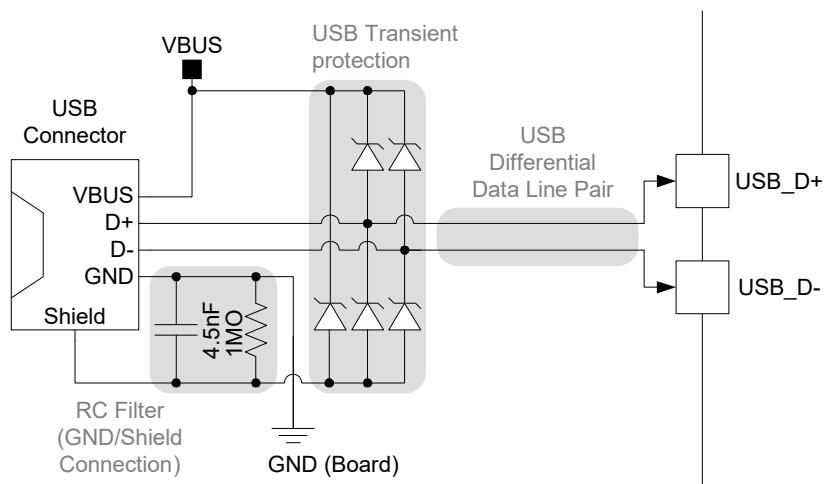 USB Transient
protection
VBUS
USB
Connector
USB
Differential
Data Line Pair
VBUS
D+
D-
GND
Shield
4.5nF
1MO
USB_D+
USB_D-
RC Filter
(GND/Shield
Connection)
GND (Board)